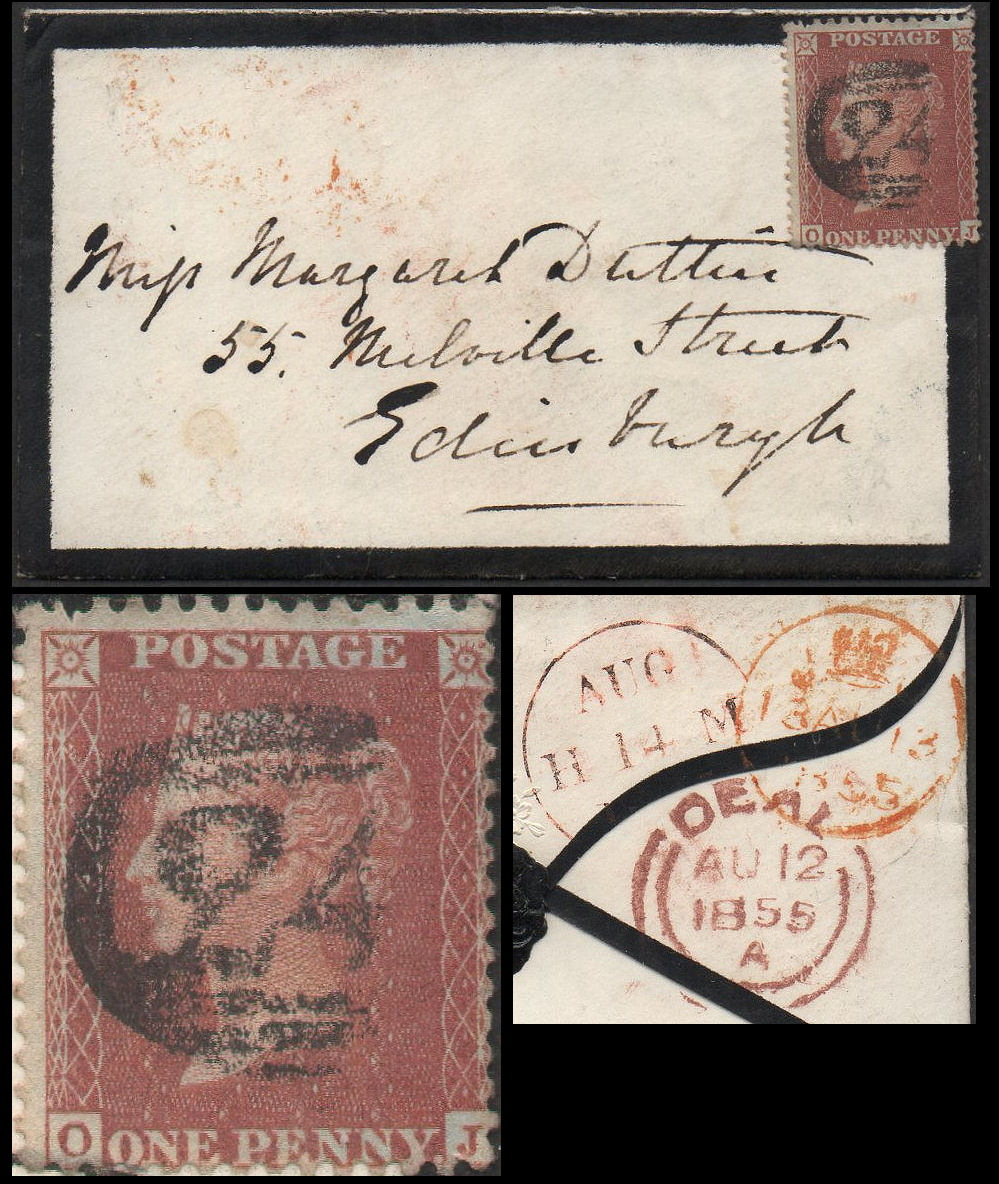 POSTAGE
O ONE PENNY J
Miss Margaret
55. Melville Street
Edinburgh
POSTAGE
O ONE PENNY J
AUG
H 14 M
13
1855
DEAL
AU 12
1855
A